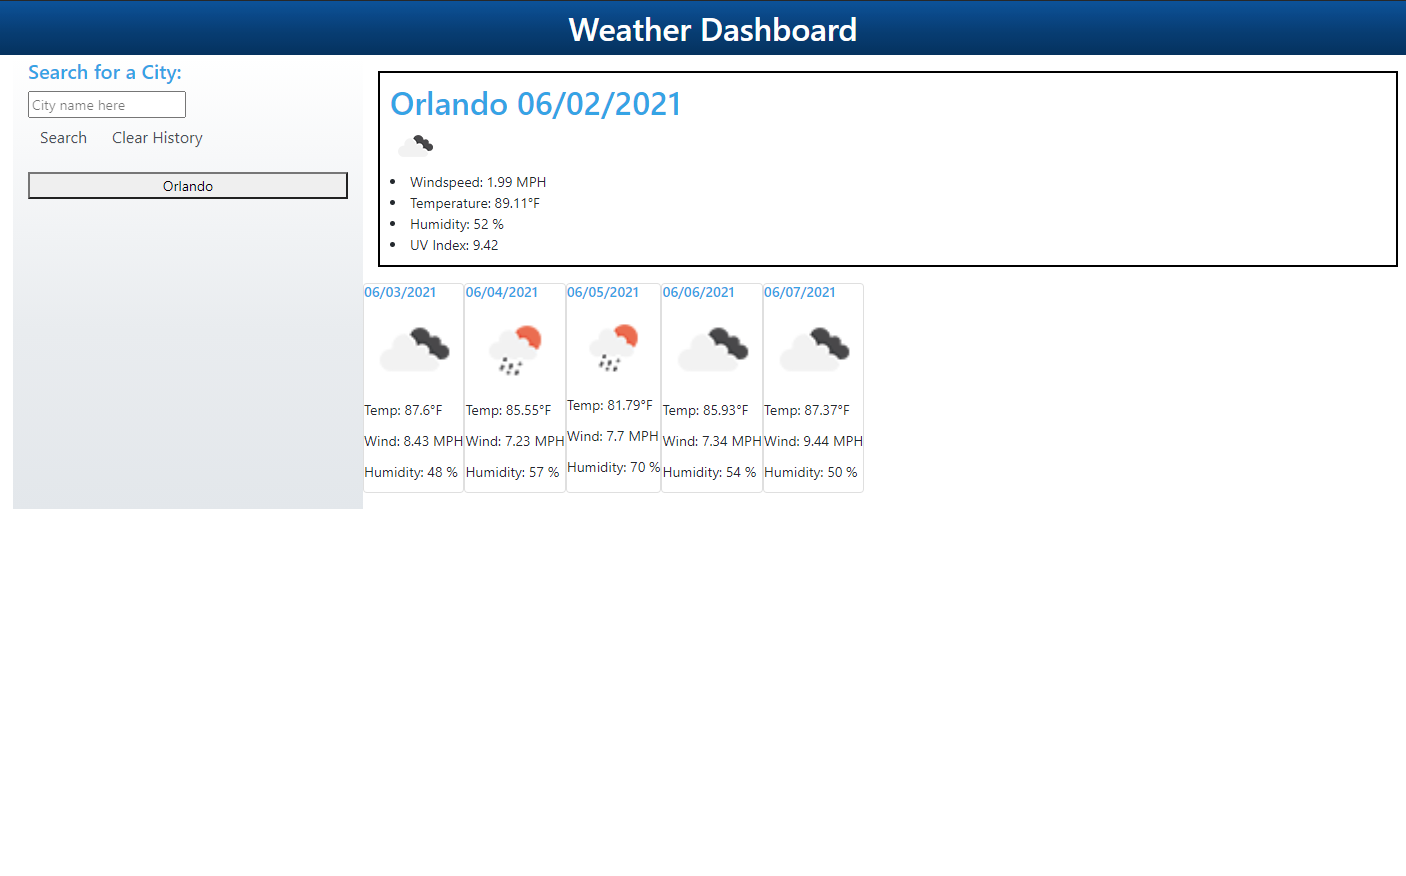 Weather Dashboard
Search for a City:
City name here
Search Clear History
Orlando
Orlando 06/02/2021
Windspeed: 1.99 MPH
Temperature: 89.11°F
Humidity: 52 %
UV Index: 9.42
06/03/2021
Temp: 87.6°F
Wind: 8.43 MPH
Humidity: 48 %
06/04/2021
Temp: 85.55°F
Wind: 7.23 MPH
Humidity: 57 %
06/05/2021
Temp: 81.79°F
Wind: 7.7 MPH
Humidity: 70 %
06/06/2021
Temp: 85.93°F
Wind: 7.34 MPH
Humidity: 54 %
06/07/2021
Temp: 87.37°F
Wind: 9.44 MPH
Humidity: 50 %